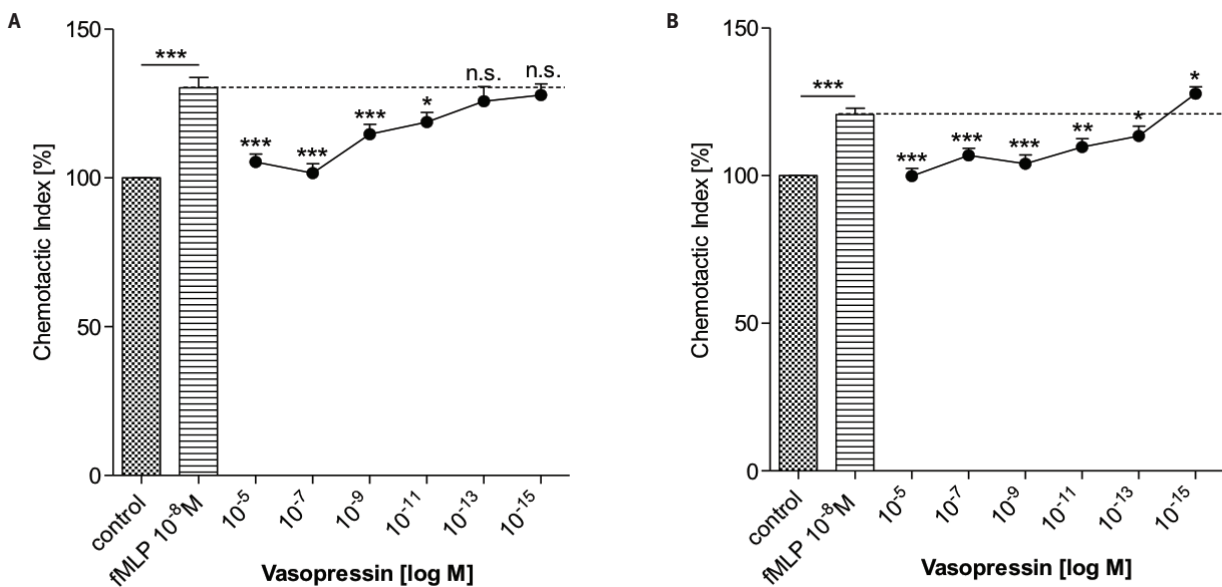 A
Chemotactic Index [%]
150
100
50
0
***
***
***
***
*
n.s.
n.s.
control
fMLP 10⁻⁸M
10⁻⁵
10⁻⁷
10⁻⁹
10⁻¹¹
10⁻¹³
10⁻¹⁵
Vasopressin [log M]
B
Chemotactic Index [%]
150
100
50
0
***
***
***
***
**
*
*
control
fMLP 10⁻⁸M
10⁻⁵
10⁻⁷
10⁻⁹
10⁻¹¹
10⁻¹³
10⁻¹⁵
Vasopressin [log M]